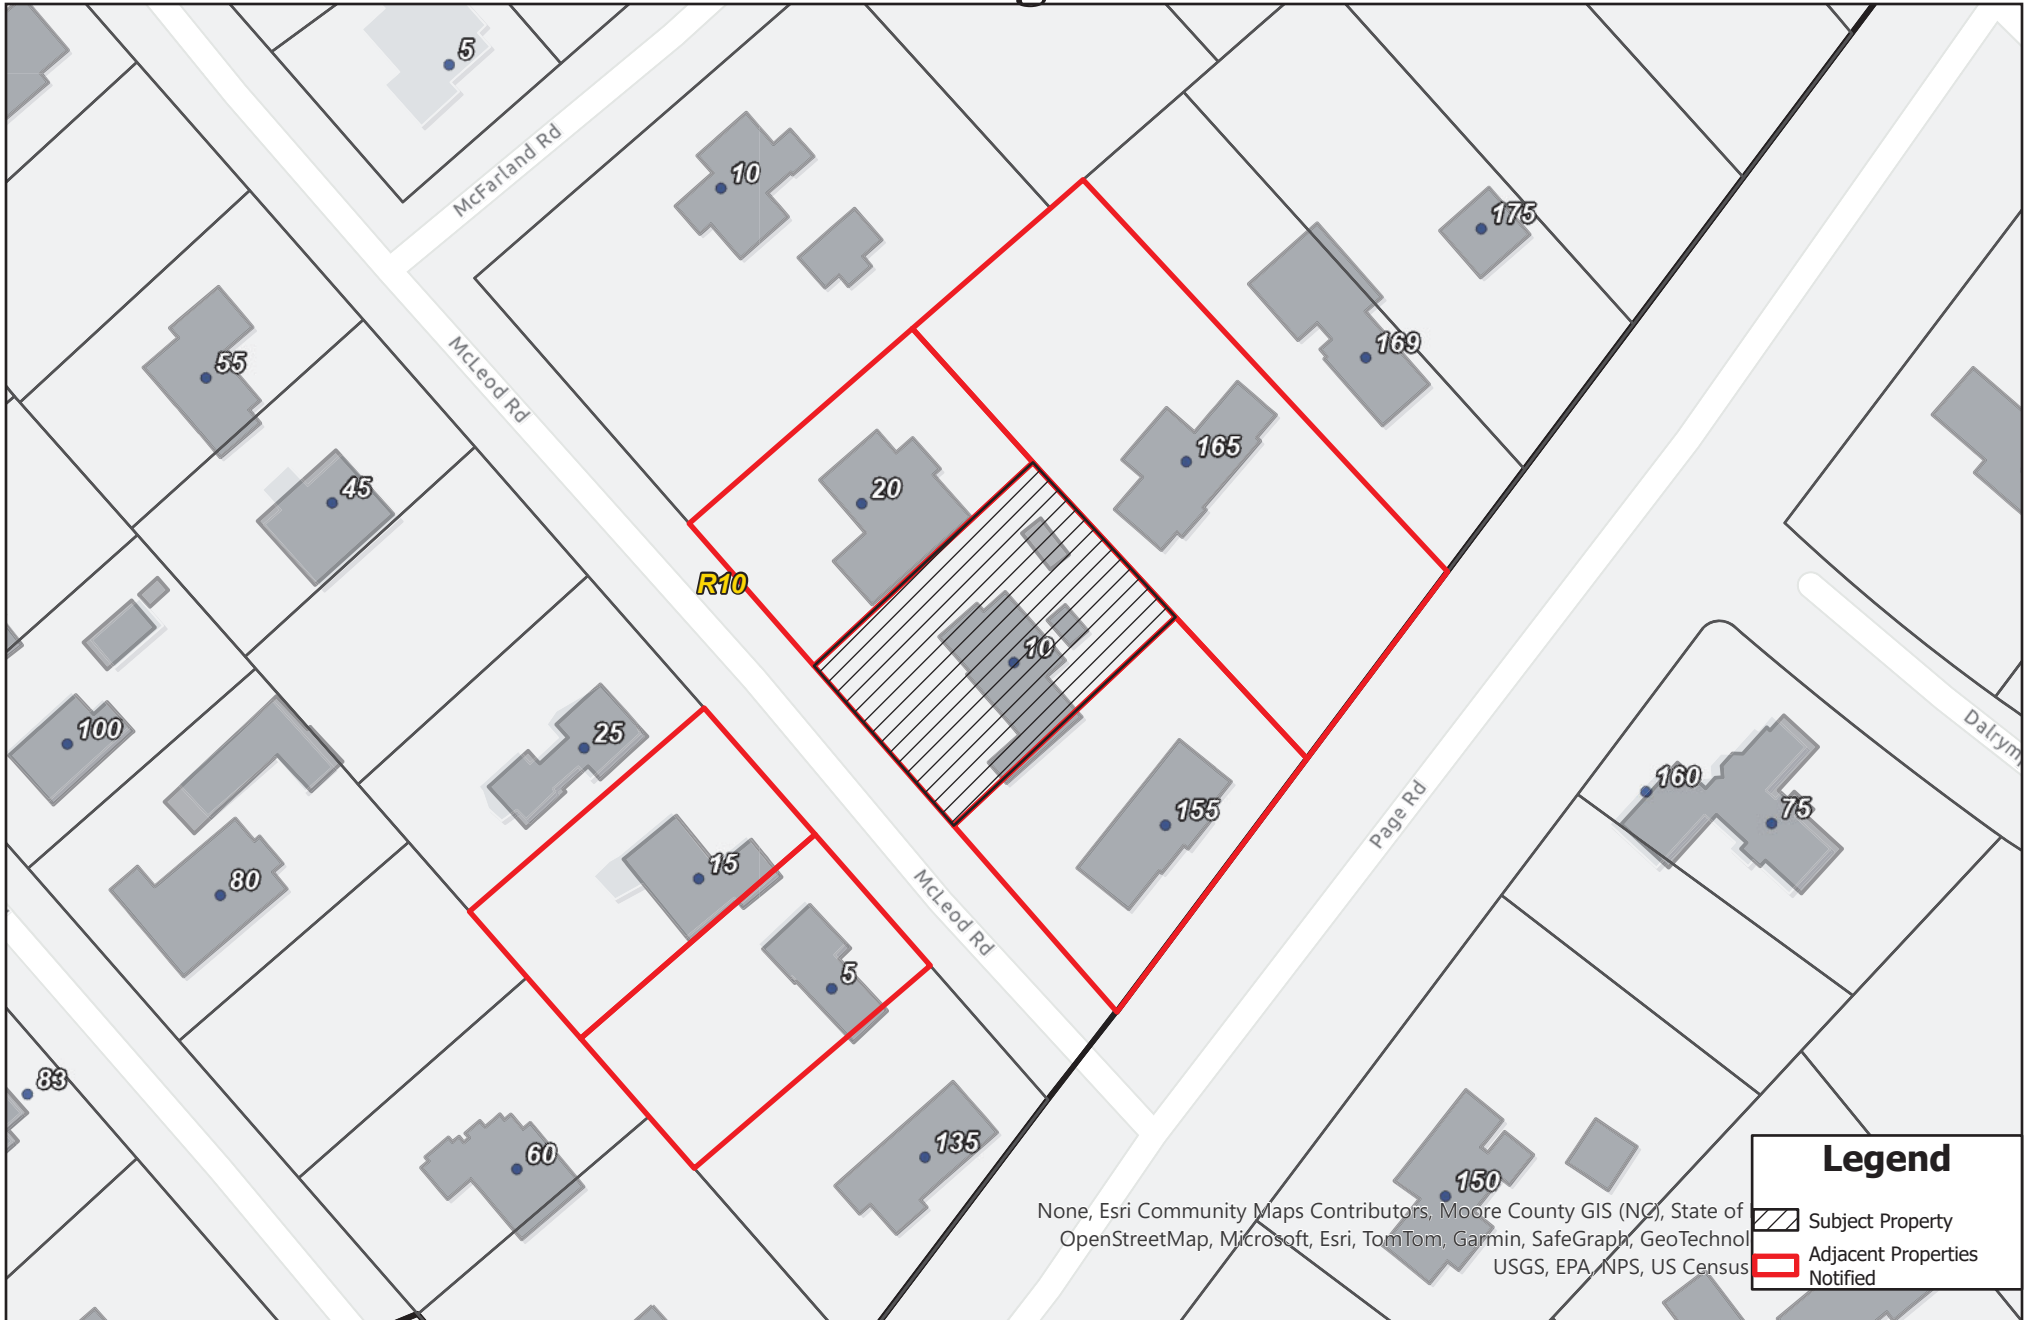 5
McFarland Rd
10
175
55
McLeod Rd
169
165
45
20
R10
10
100
25
Dalrym
160
75
155
Page Rd
15
80
McLeod Rd
5
83
60
135
150
Legend
Subject Property
Adjacent Properties
Notified
None, Esri Community Maps Contributors, Moore County GIS (NC), State of
OpenStreetMap, Microsoft, Esri, TomTom, Garmin, SafeGraph, GeoTechnol
USGS, EPA, NPS, US Census